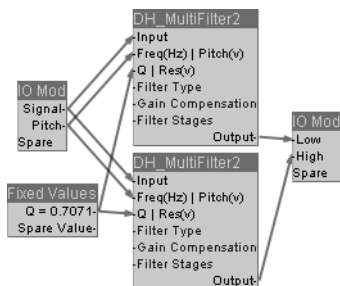 DH_MultiFilter2
Input
Freq(Hz) | Pitch(v)
Q | Res(v)
Filter Type
Gain Compensation
Filter Stages
Output
IO Mod
Signal
Pitch
Spare
Fixed Values
Q = 0.7071
Spare Value
DH_MultiFilter2
Input
Freq(Hz) | Pitch(v)
Q | Res(v)
Filter Type
Gain Compensation
Filter Stages
Output
IO Mod
Low
High
Spare